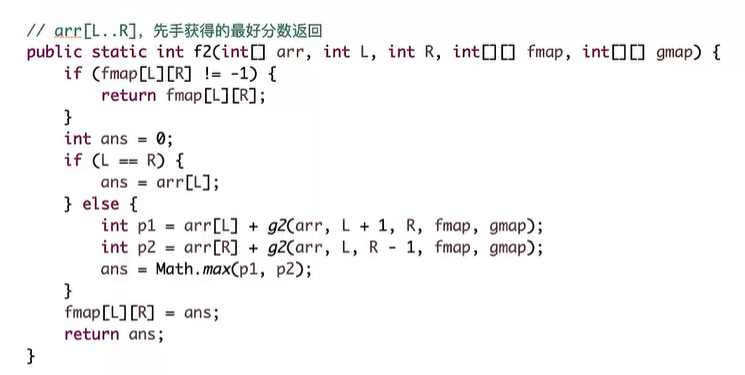 // arr[L..R]，先手获得的最好分数返回
public static int f2(int[] arr, int L, int R, int[][] fmap, int[][] gmap) {
    if (fmap[L][R] != -1) {
        return fmap[L][R];
    }
    int ans = 0;
    if (L == R) {
        ans = arr[L];
    } else {
        int p1 = arr[L] + g2(arr, L + 1, R, fmap, gmap);
        int p2 = arr[R] + g2(arr, L, R - 1, fmap, gmap);
        ans = Math.max(p1, p2);
    }
    fmap[L][R] = ans;
    return ans;
}